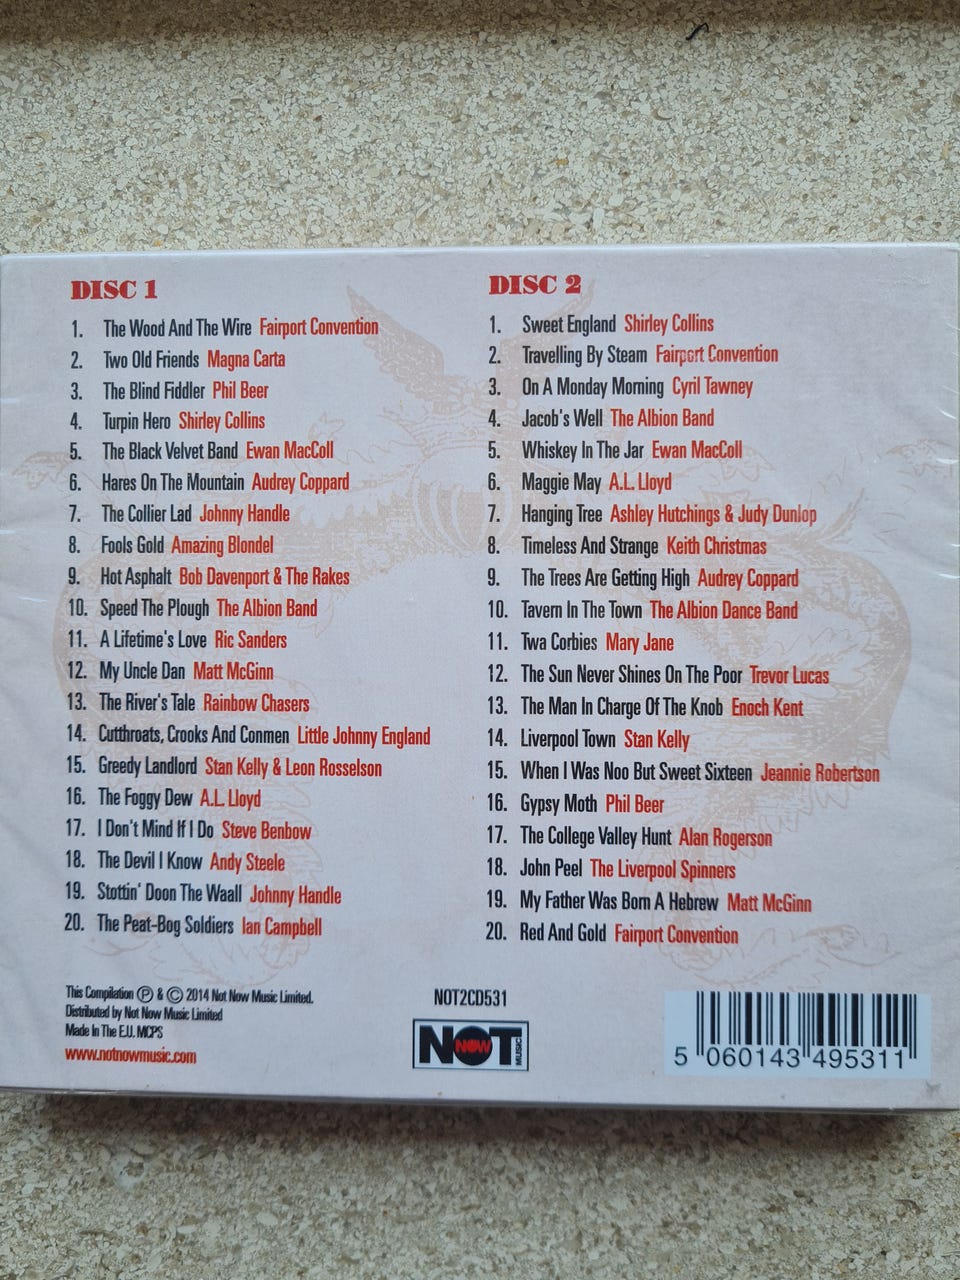 DISC 1
1. The Wood And The Wire Fairport Convention
2. Two Old Friends Magna Carta
3. The Blind Fiddler Phil Beer
4. Turpin Hero Shirley Collins
5. The Black Velvet Band Ewan MacColl
6. Hares On The Mountain Audrey Coppard
7. The Collier Lad Johnny Handle
8. Fools Gold Amazing Blondel
9. Hot Asphalt Bob Davenport & The Rakes
10. Speed The Plough The Albion Band
11. A Lifetime's Love Ric Sanders
12. My Uncle Dan Matt McGinn
13. The River's Tale Rainbow Chasers
14. Cutthroats, Crooks And Conmen Little Johnny England
15. Greedy Landlord Stan Kelly & Leon Rosselson
16. The Foggy Dew A.L. Lloyd
17. I Don't Mind If I Do Steve Benbow
18. The Devil I Know Andy Steele
19. Stottin' Doon The Waall Johnny Handle
20. The Peat-Bog Soldiers Ian Campbell
DISC 2
1. Sweet England Shirley Collins
2. Travelling By Steam Fairport Convention
3. On A Monday Morning Cyril Tawney
4. Jacob's Well The Albion Band
5. Whiskey In The Jar Ewan MacColl
6. Maggie May A.L. Lloyd
7. Hanging Tree Ashley Hutchings & Judy Dunlop
8. Timeless And Strange Keith Christmas
9. The Trees Are Getting High Audrey Coppard
10. Tavern In The Town The Albion Dance Band
11. Twa Corbies Mary Jane
12. The Sun Never Shines On The Poor Trevor Lucas
13. The Man In Charge Of The Knob Enoch Kent
14. Liverpool Town Stan Kelly
15. When I Was Noo But Sweet Sixteen Jeannie Robertson
16. Gypsy Moth Phil Beer
17. The College Valley Hunt Alan Rogerson
18. John Peel The Liverpool Spinners
19. My Father Was Born A Hebrew Matt McGinn
20. Red And Gold Fairport Convention
This Compilation Ⓟ & © 2014 Not Now Music Limited.
Distributed by Not Now Music Limited
Made In The E.U. MCPS
www.notnowmusic.com
NOT2CD531
NOT NOW MUSIC
5 060143 495311